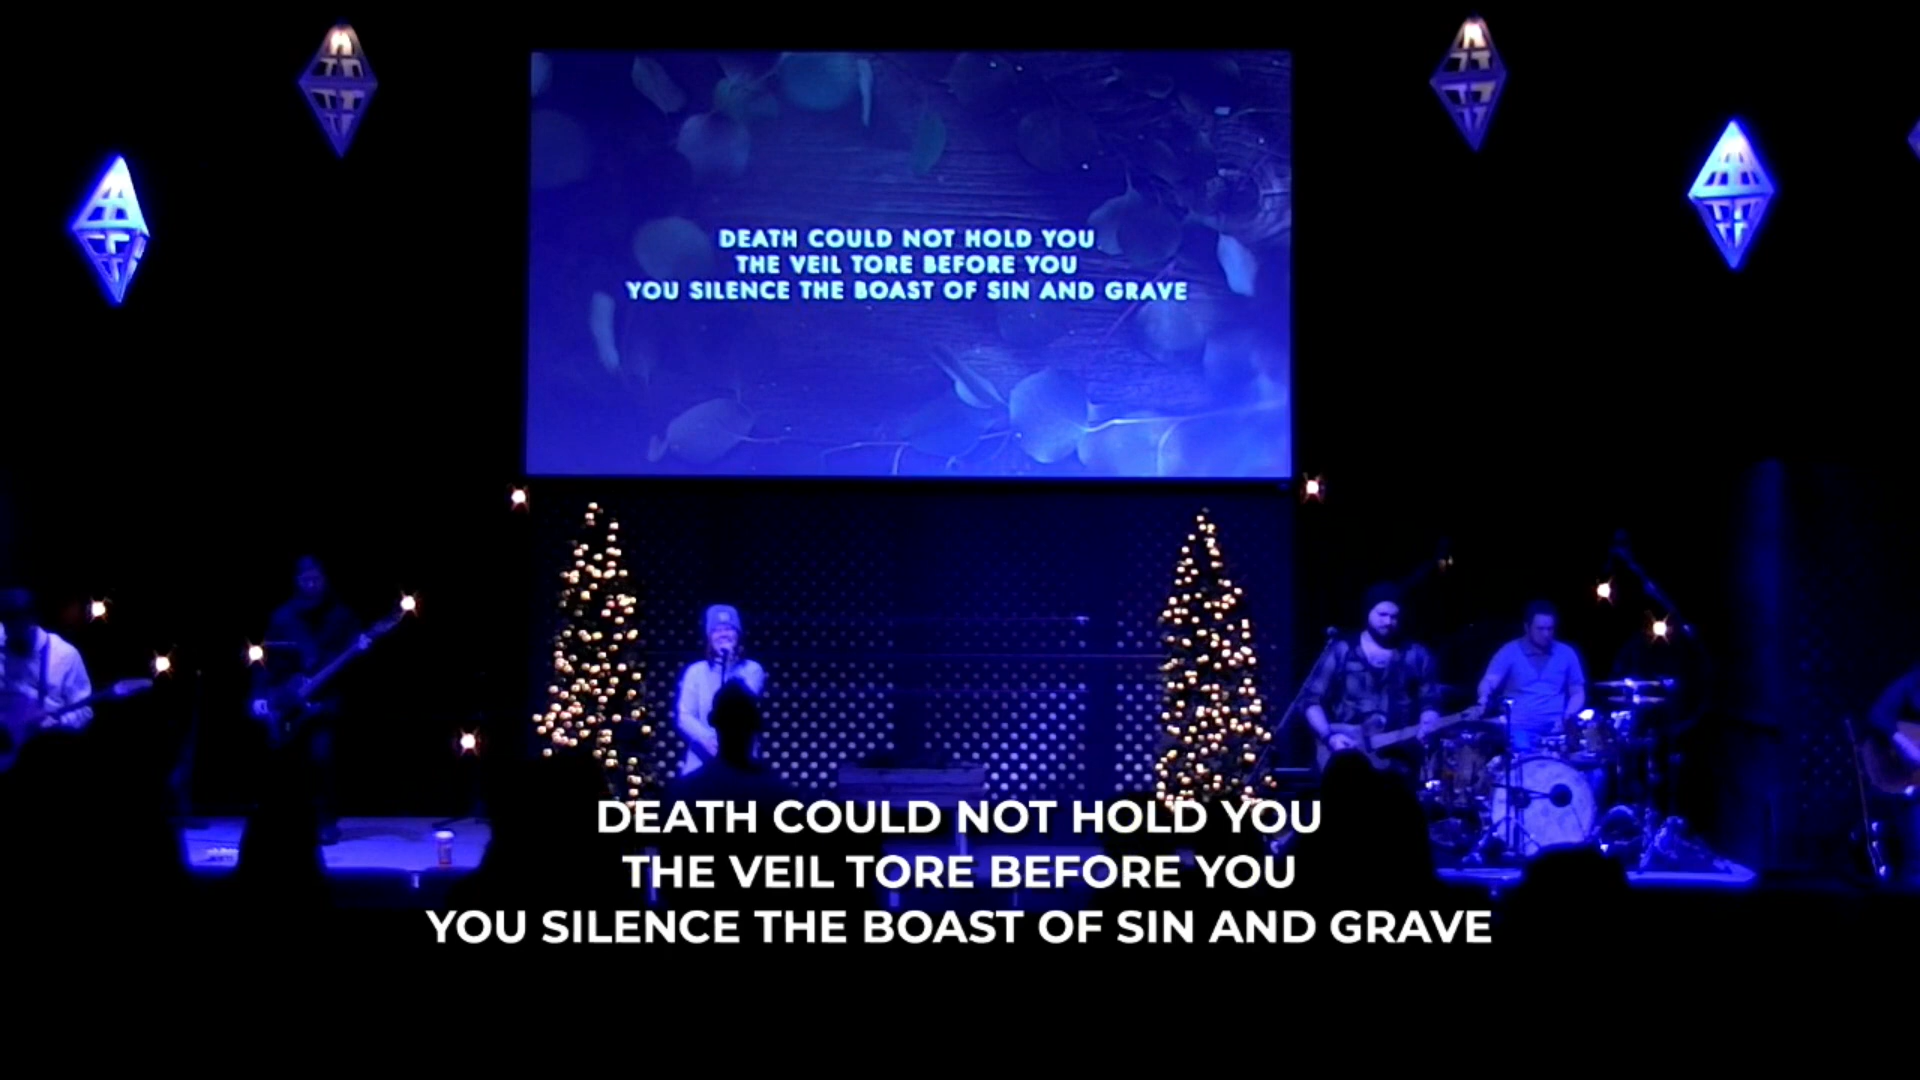 DEATH COULD NOT HOLD YOU
THE VEIL TORE BEFORE YOU
YOU SILENCE THE BOAST OF SIN AND GRAVE
DEATH COULD NOT HOLD YOU
THE VEIL TORE BEFORE YOU
YOU SILENCE THE BOAST OF SIN AND GRAVE